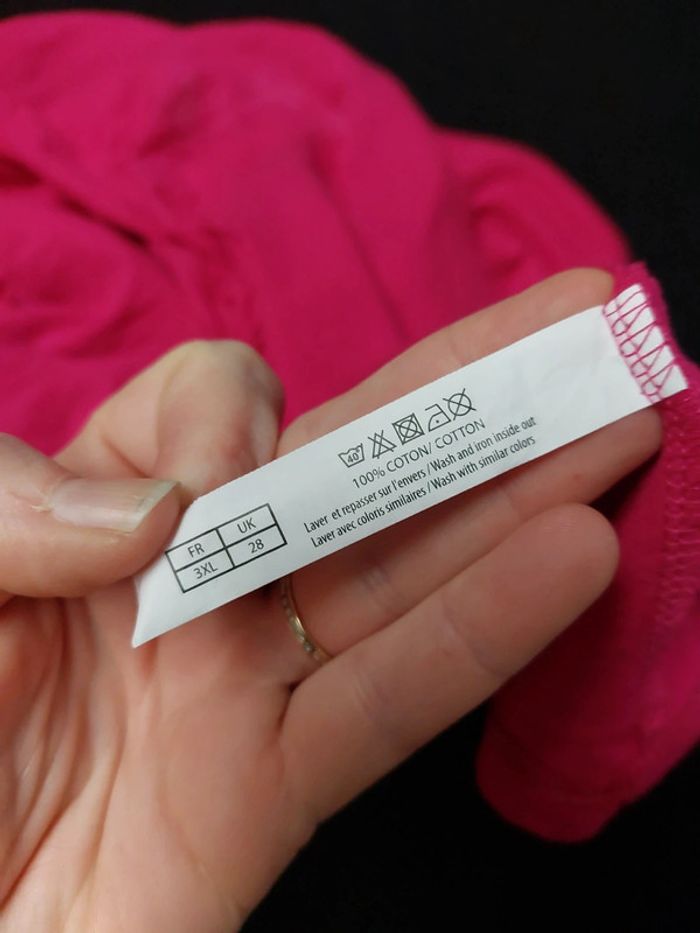 40°
100% COTON/ COTTON
Laver et repasser sur l'envers / Wash and iron inside out
Laver avec coloris similaires / Wash with similar colors
FR UK
3XL 28